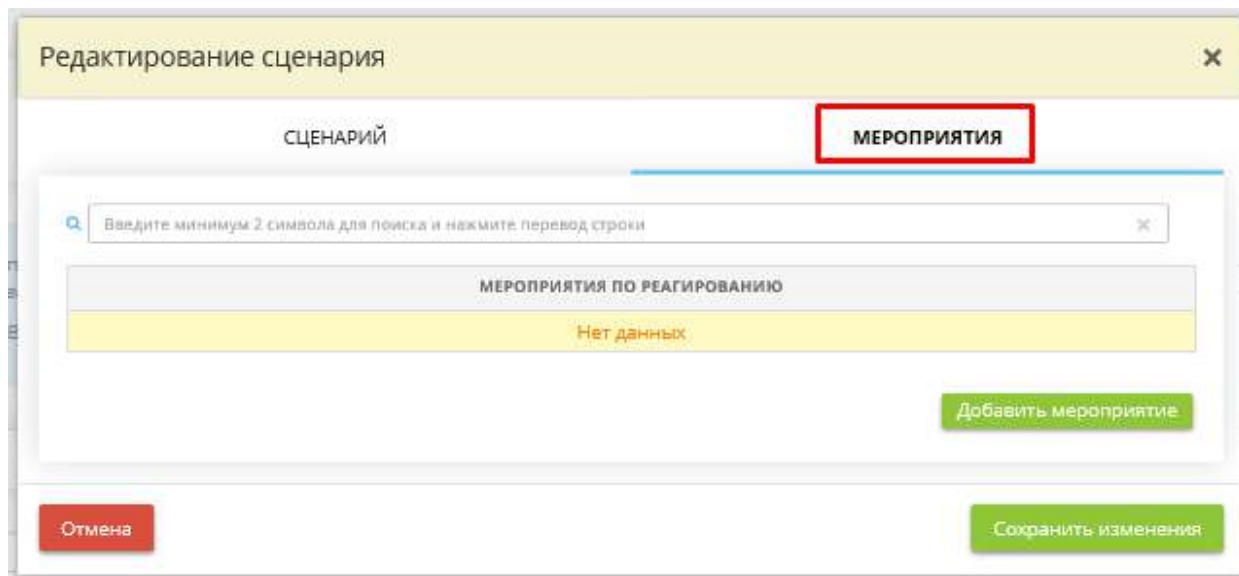 Редактирование сценария
СЦЕНАРИЙ
МЕРОПРИЯТИЯ
Введите минимум 2 символа для поиска и нажмите перевод строки
МЕРОПРИЯТИЯ ПО РЕАГИРОВАНИЮ
Нет данных
Добавить мероприятие
Отмена
Сохранить изменения